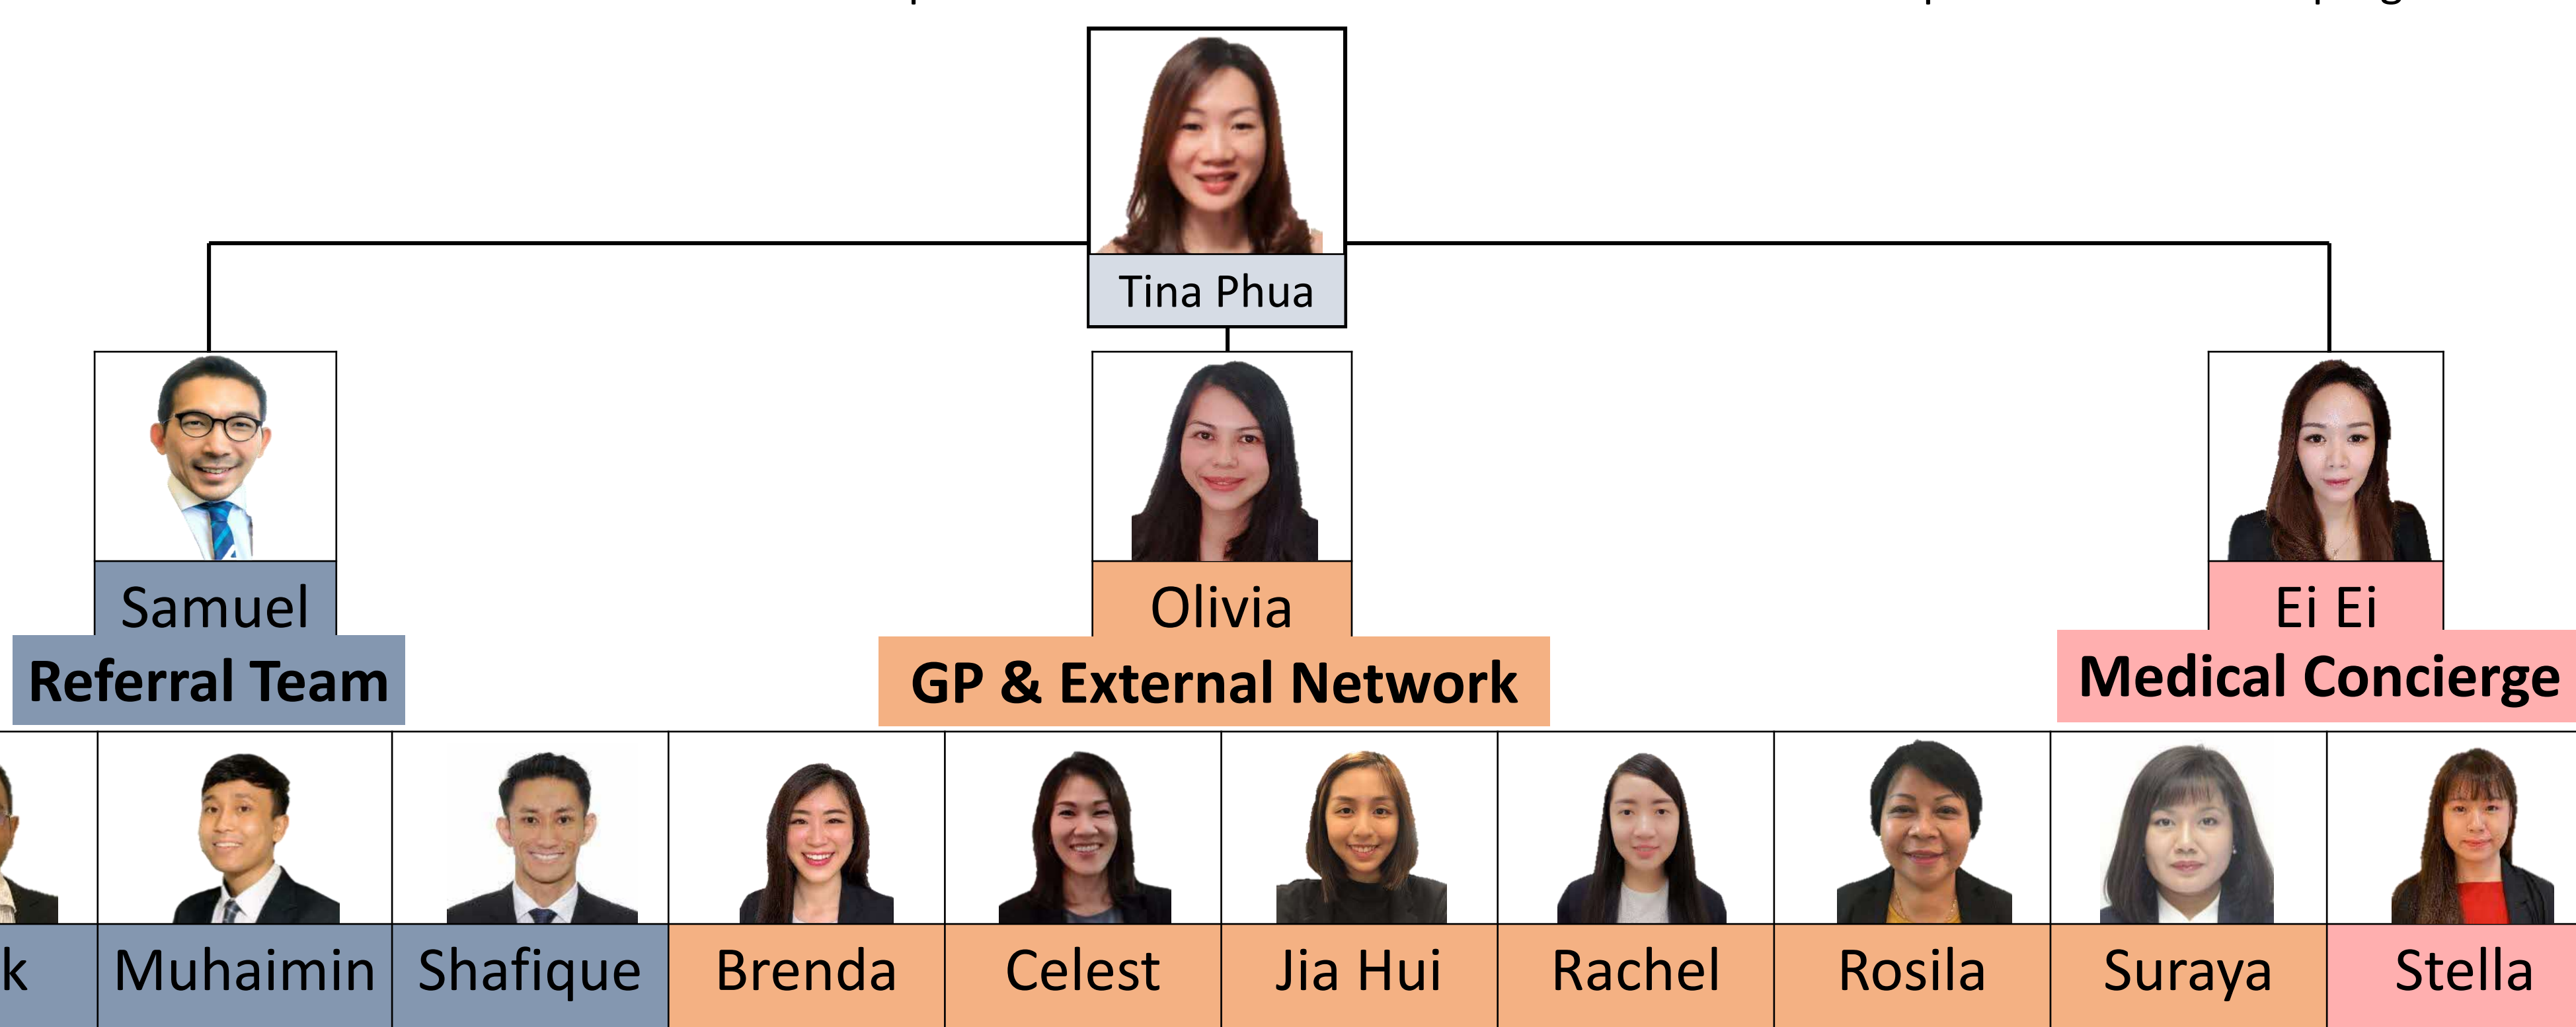 Tina Phua
Samuel
Olivia
Ei Ei
Referral Team
GP & External Network
Medical Concierge
k
Muhaimin
Shafique
Brenda
Celest
Jia Hui
Rachel
Rosila
Suraya
Stella